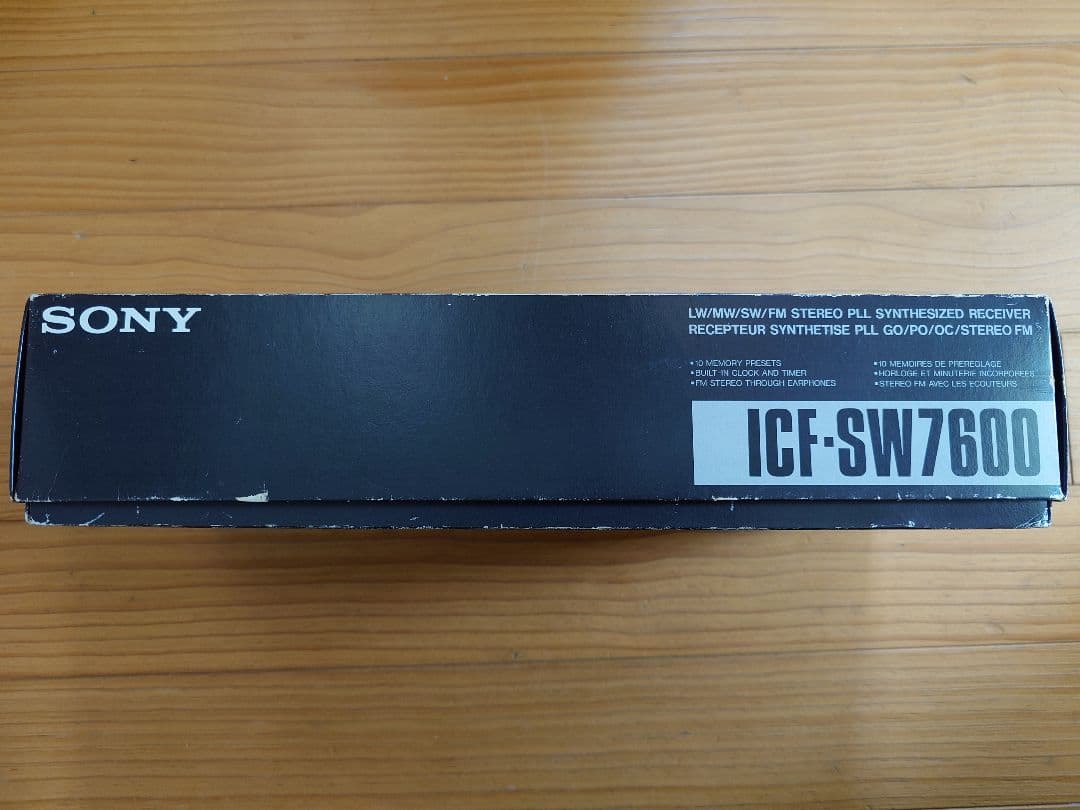 SONY
LW/MW/SW/FM STEREO PLL SYNTHESIZED RECEIVER
RECEPTEUR SYNTHETISE PLL GO/PO/OC/STEREO FM
•10 MEMORY PRESETS
•BUILT-IN CLOCK AND TIMER
•FM STEREO THROUGH EARPHONES
•10 MEMOIRES DE PREREGLAGE
•HORLOGE ET MINUTERIE INCORPOREES
•STEREO FM AVEC LES ECOUTEURS
ICF-SW7600